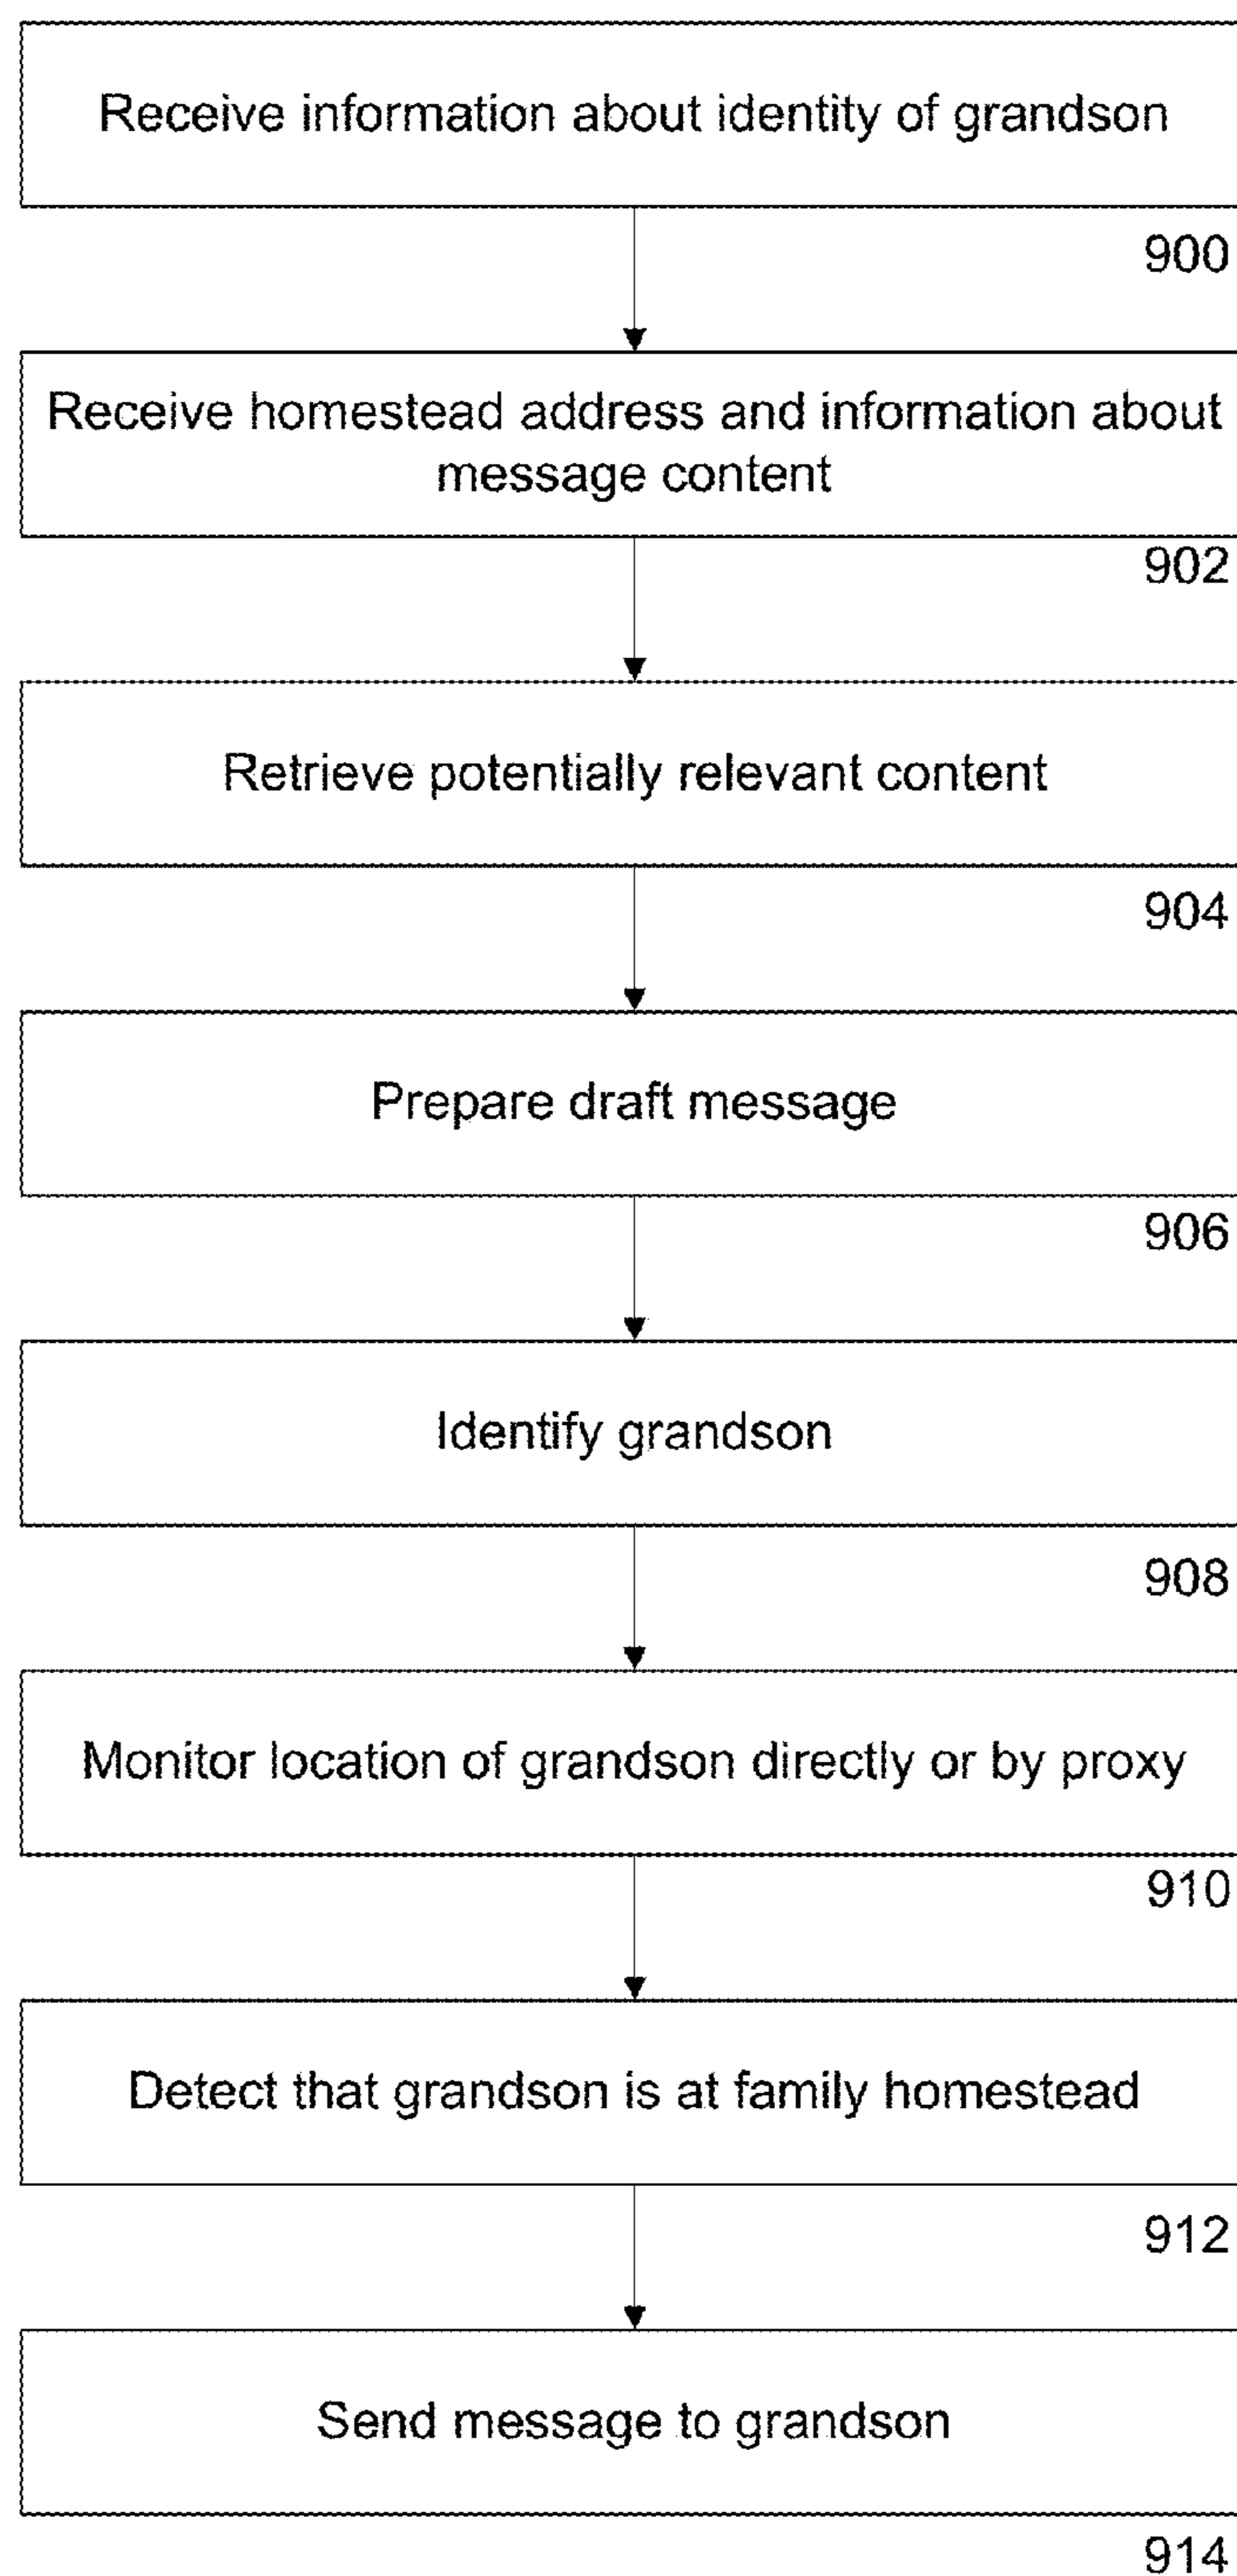 Receive information about identity of grandson
900
Receive homestead address and information about
message content
902
Retrieve potentially relevant content
904
Prepare draft message
906
Identify grandson
908
Monitor location of grandson directly or by proxy
910
Detect that grandson is at family homestead
912
Send message to grandson
914